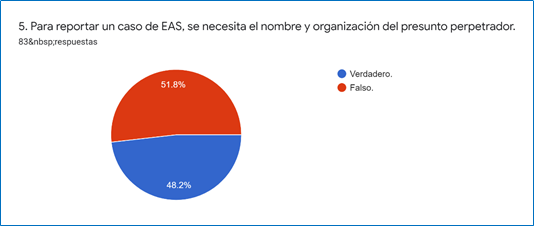 5. Para reportar un caso de EAS, se necesita el nombre y organización del presunto perpetrador.
83&nbsp;respuestas
Verdadero.
Falso.
51.8%
48.2%